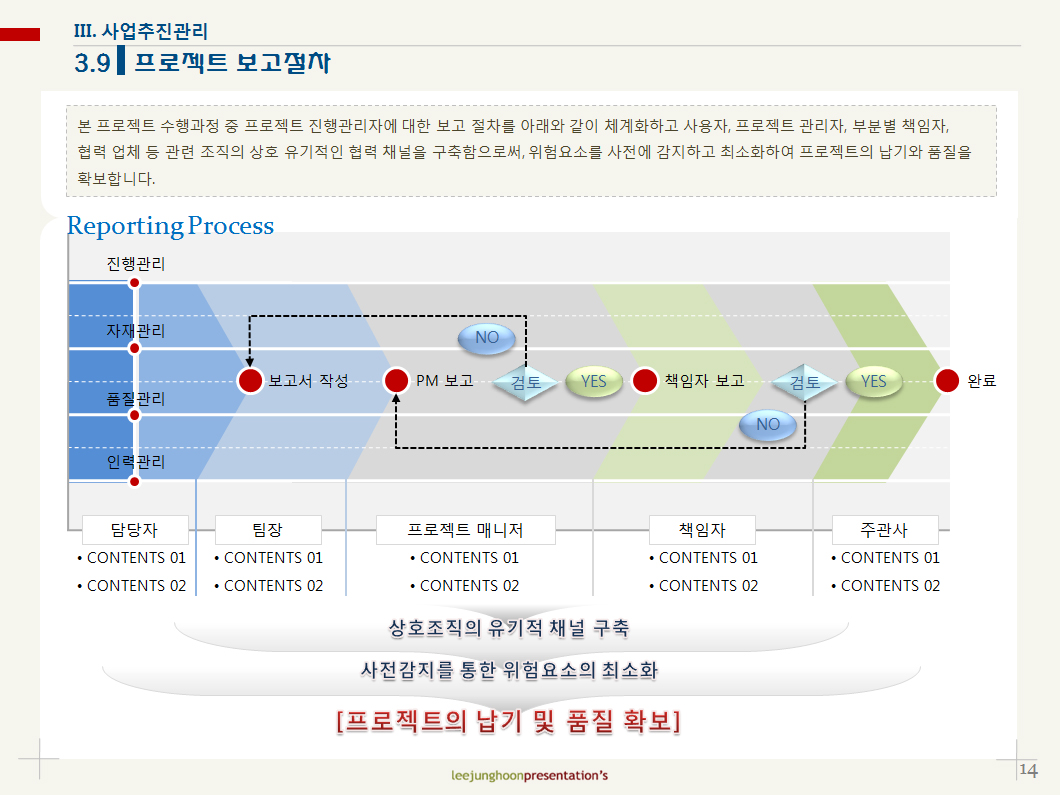 III. 사업추진관리
3.9 프로젝트 보고절차
본 프로젝트 수행과정 중 프로젝트 진행관리자에 대한 보고 절차를 아래와 같이 체계화하고 사용자, 프로젝트 관리자, 부분별 책임자,
협력 업체 등 관련 조직의 상호 유기적인 협력 채널을 구축함으로써, 위험요소를 사전에 감지하고 최소화하여 프로젝트의 납기와 품질을
확보합니다.
Reporting Process
진행관리
자재관리
품질관리
인력관리
NO
보고서 작성
PM 보고
검토
YES
책임자 보고
검토
YES
완료
NO
담당자
팀장
프로젝트 매니저
책임자
주관사
• CONTENTS 01
• CONTENTS 01
• CONTENTS 01
• CONTENTS 01
• CONTENTS 01
• CONTENTS 02
• CONTENTS 02
• CONTENTS 02
• CONTENTS 02
• CONTENTS 02
상호조직의 유기적 채널 구축
사전감지를 통한 위험요소의 최소화
[프로젝트의 납기 및 품질 확보]
leejunghoonpresentation's
14